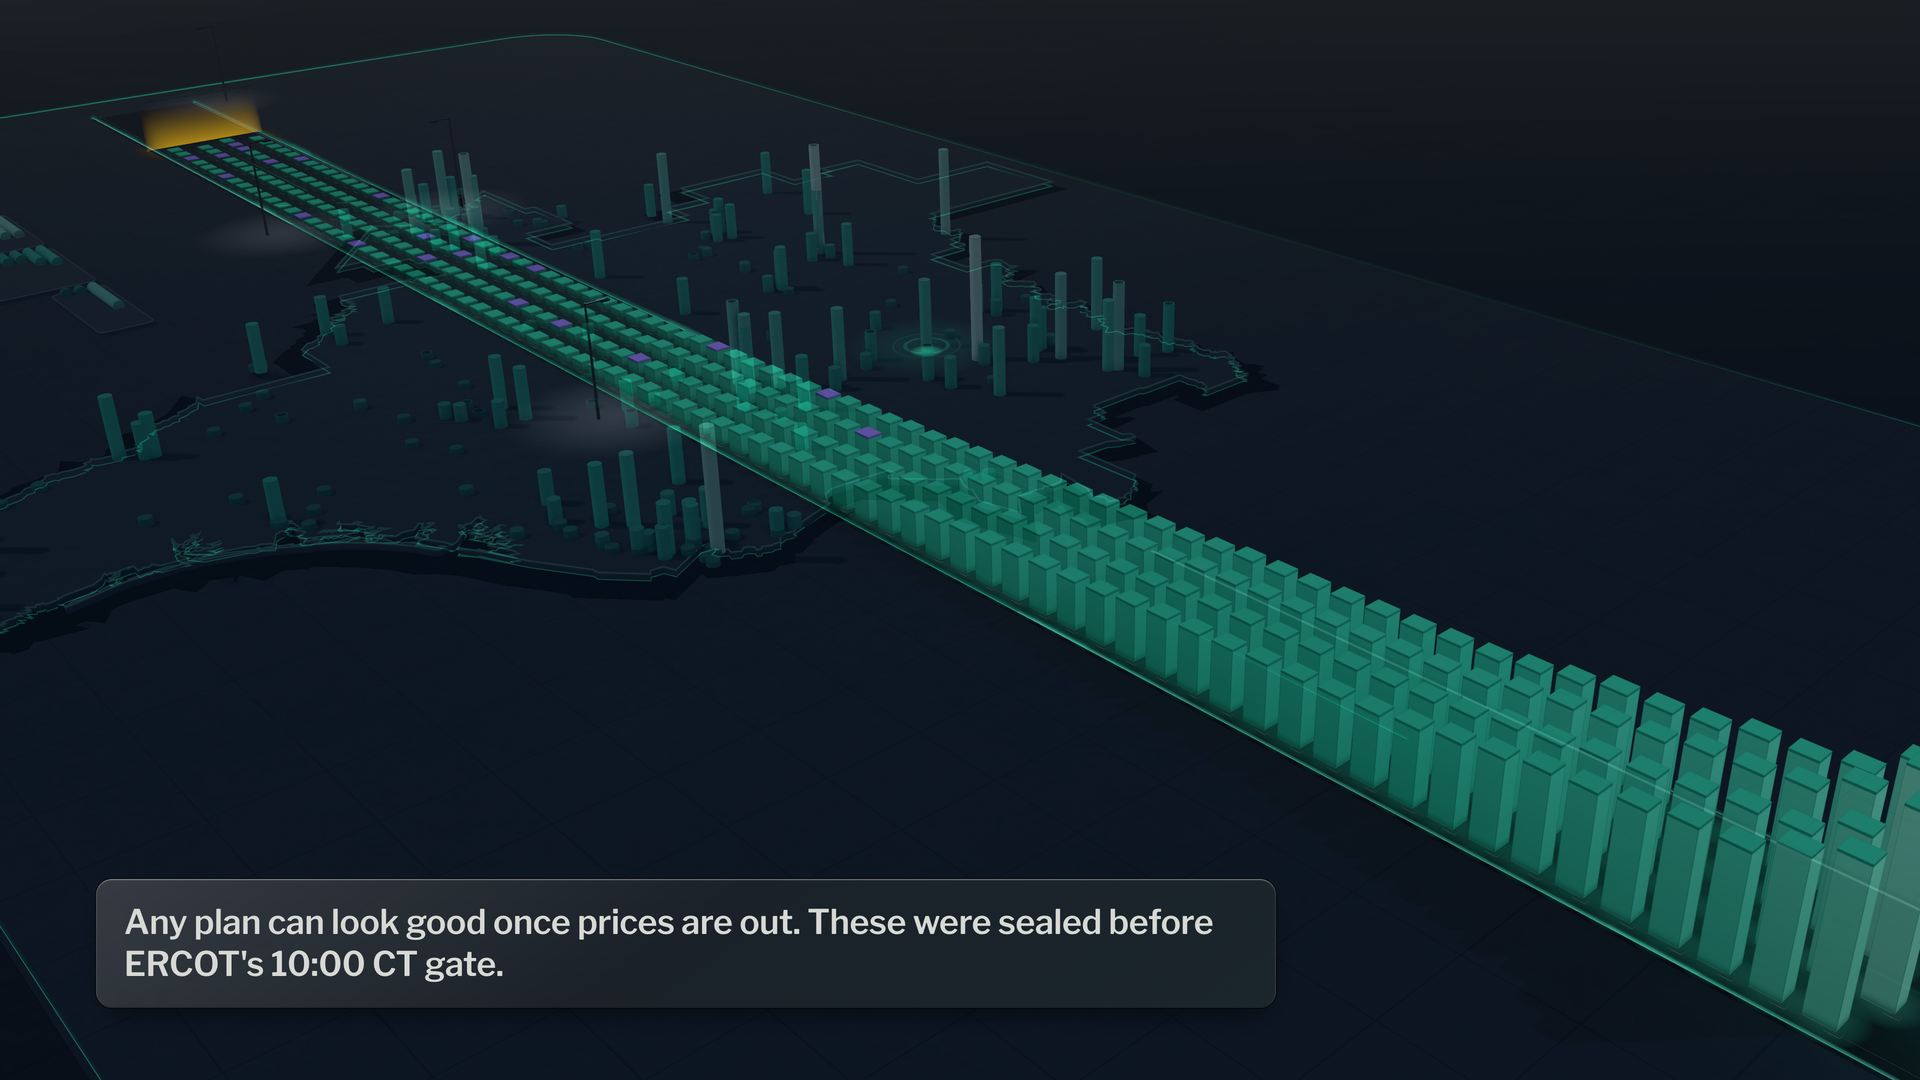 Any plan can look good once prices are out. These were sealed before
ERCOT's 10:00 CT gate.